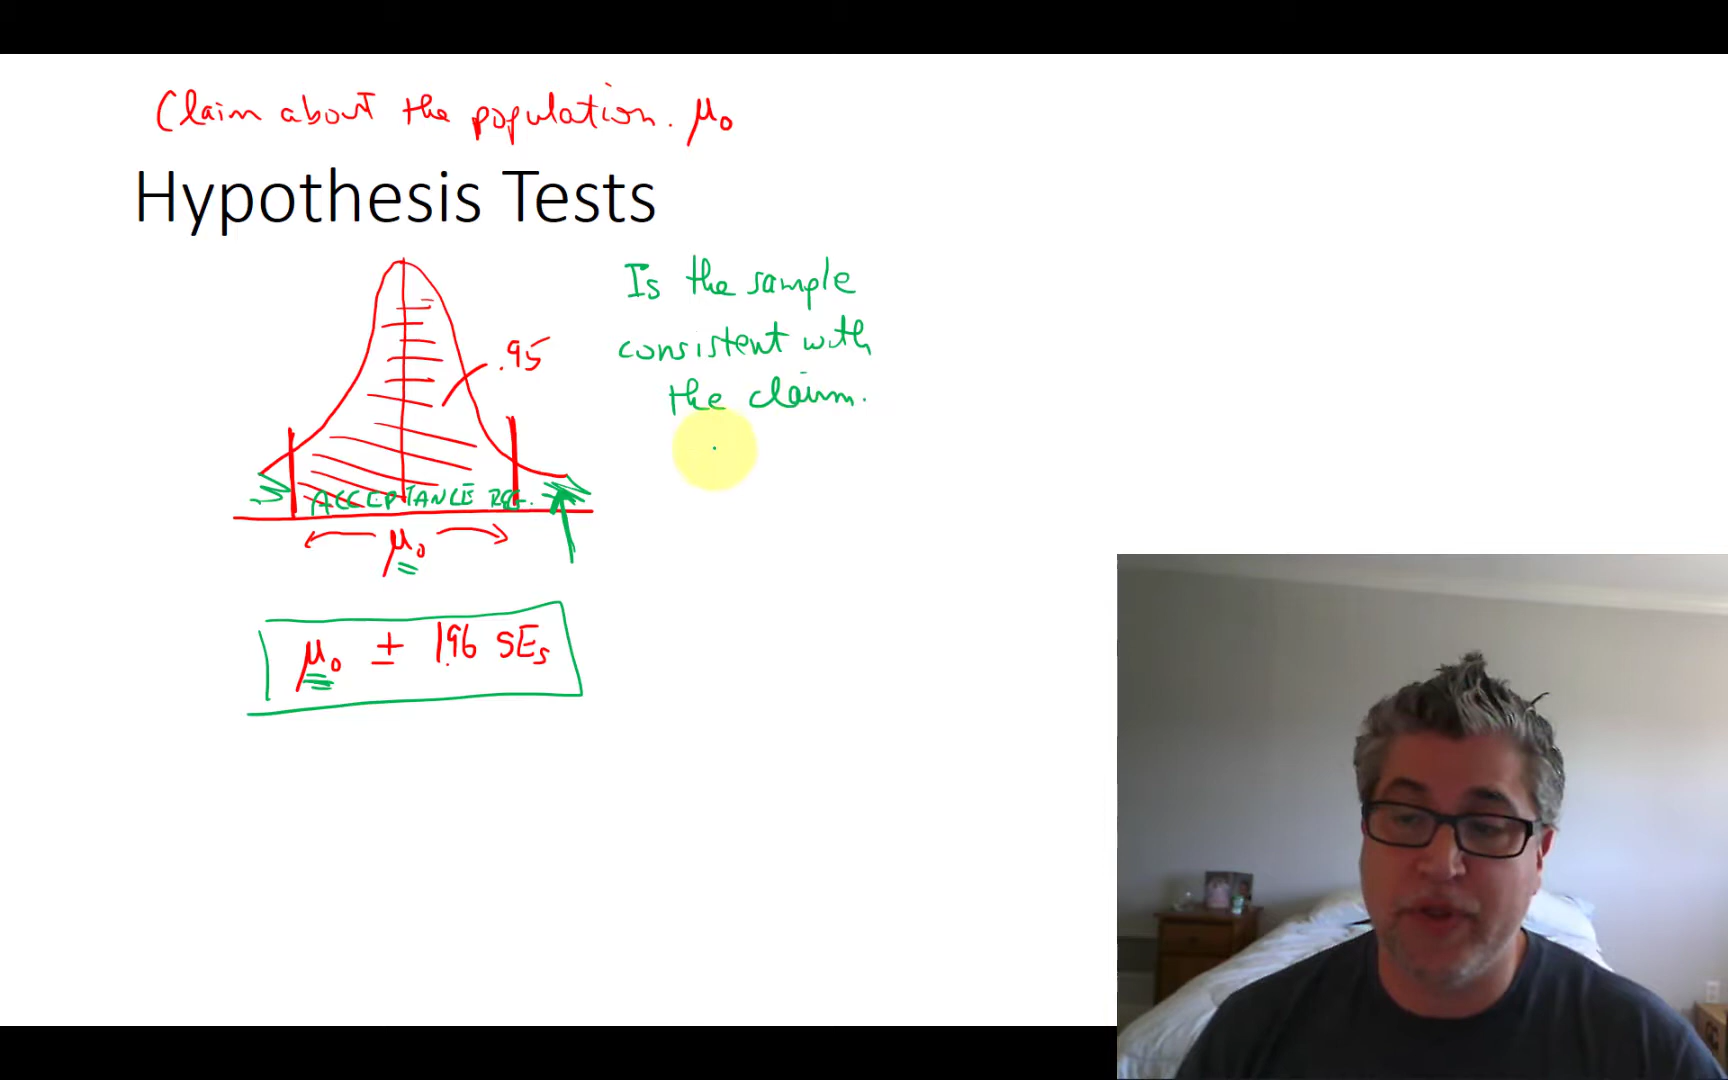 Claim about the population. μ₀
Hypothesis Tests
Is the sample
consistent with
the claim.
.95
ACCEPTANCE REG.
μ₀
μ₀ ± 1.96 SEs